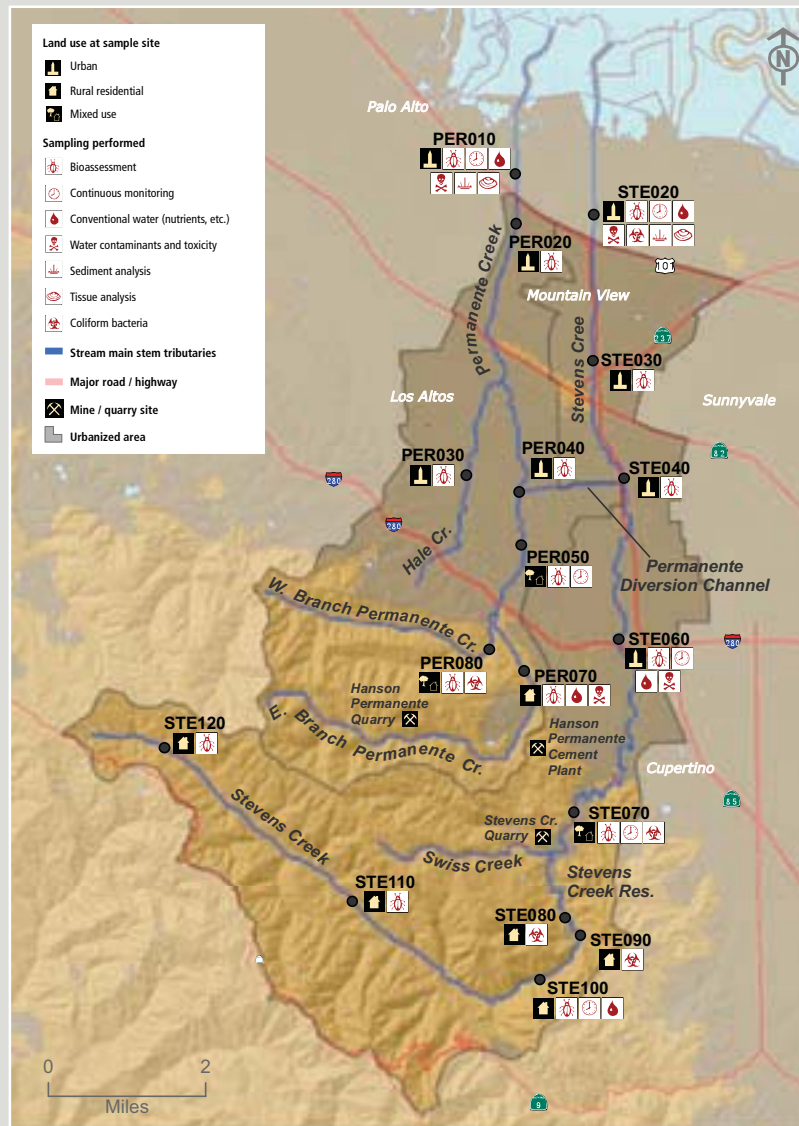 Land use at sample site
Urban
Rural residential
Mixed use
Sampling performed
Bioassessment
Continuous monitoring
Conventional water (nutrients, etc.)
Water contaminants and toxicity
Sediment analysis
Tissue analysis
Coliform bacteria
Stream main stem tributaries
Major road / highway
Mine / quarry site
Urbanized area
N
Palo Alto
PER010
STE020
PER020
101
Permanente Creek
Mountain View
237
Stevens Cree
STE030
Los Altos
Sunnyvale
82
PER030
PER040
STE040
280
280
Hale Cr.
PER050
Permanente
Diversion Channel
W. Branch Permanente Cr.
STE060
280
PER080
PER070
Hanson
Permanente
Quarry
E. Branch Permanente Cr.
Hanson
Permanente
Cement
Plant
STE120
Cupertino
85
Stevens Creek
STE070
Stevens Cr.
Quarry
Swiss Creek
Stevens
Creek Res.
STE110
STE080
STE090
STE100
0
2
Miles
9